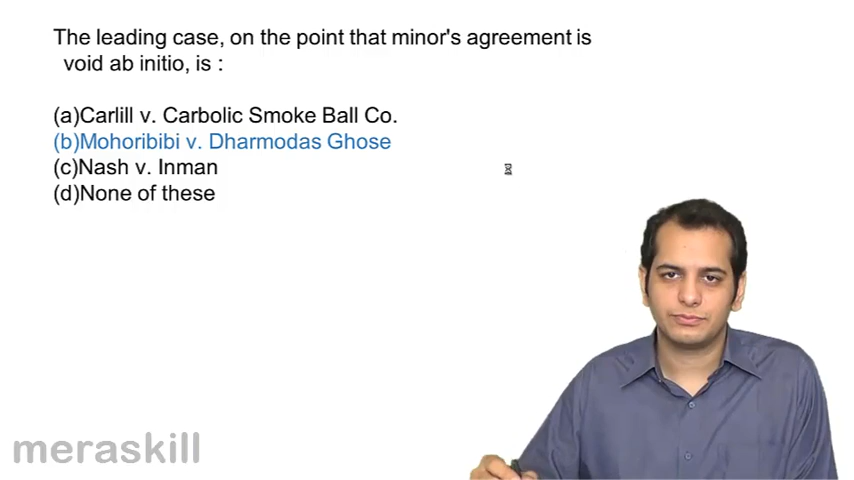 The leading case, on the point that minor's agreement is
void ab initio, is :
(a)Carlill v. Carbolic Smoke Ball Co.
(b)Mohoribibi v. Dharmodas Ghose
(c)Nash v. Inman
(d)None of these
meraskill